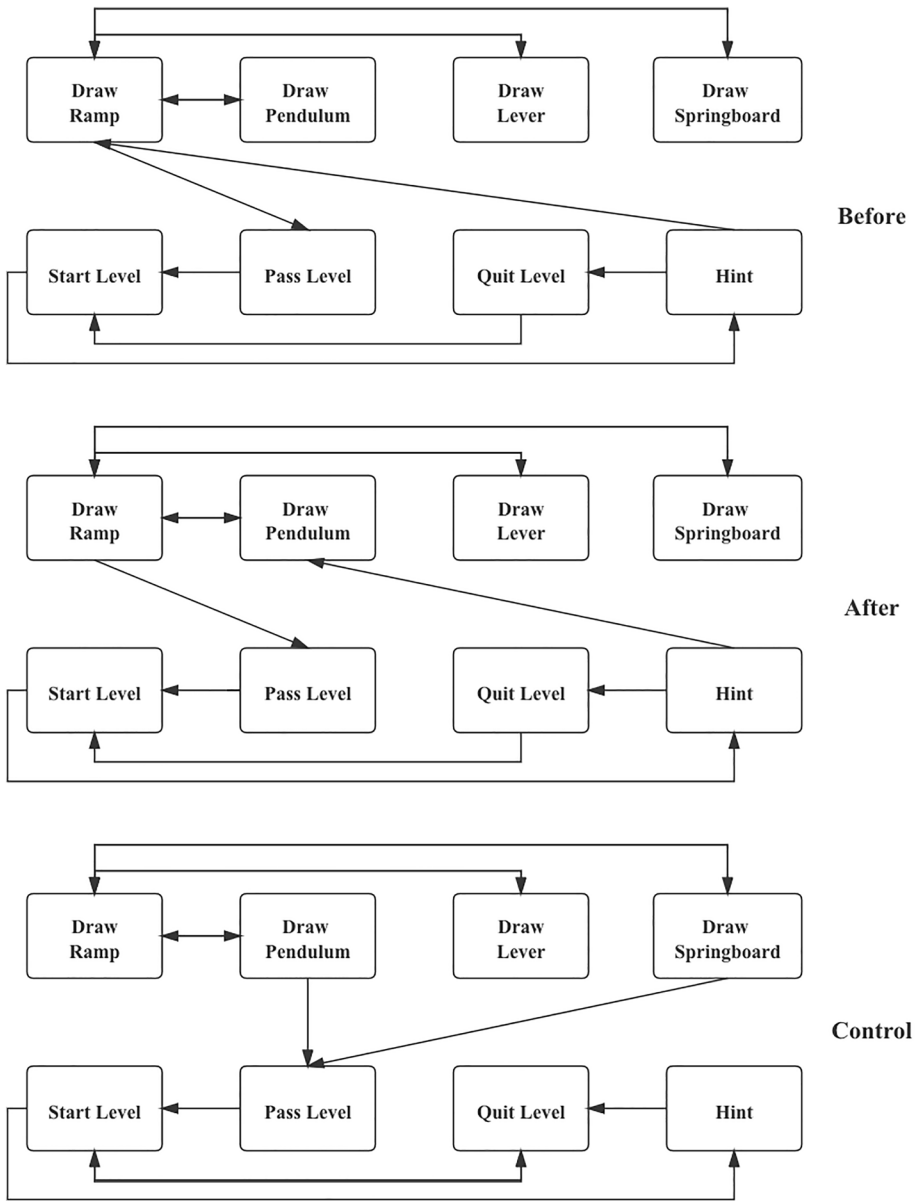 Draw
Ramp
Draw
Pendulum
Draw
Lever
Draw
Springboard
Before
Start Level
Pass Level
Quit Level
Hint
Draw
Ramp
Draw
Pendulum
Draw
Lever
Draw
Springboard
After
Start Level
Pass Level
Quit Level
Hint
Draw
Ramp
Draw
Pendulum
Draw
Lever
Draw
Springboard
Control
Start Level
Pass Level
Quit Level
Hint